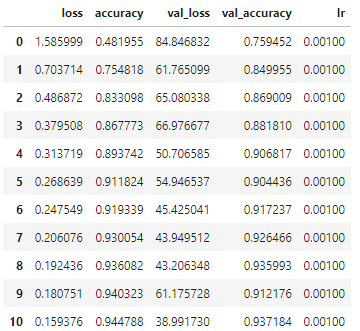 loss accuracy val_loss val_accuracy lr
0 1.585999 0.481955 84.846832 0.759452 0.00100
1 0.703714 0.754818 61.765099 0.849955 0.00100
2 0.486872 0.833098 65.080338 0.869009 0.00100
3 0.379508 0.867773 66.976677 0.881810 0.00100
4 0.313719 0.893742 50.706585 0.906817 0.00100
5 0.268639 0.911824 54.946537 0.904436 0.00100
6 0.247549 0.919339 45.425041 0.917237 0.00100
7 0.206076 0.930054 43.949512 0.926466 0.00100
8 0.192436 0.936082 43.206348 0.935993 0.00100
9 0.180751 0.940323 61.175728 0.912176 0.00100
10 0.159376 0.944788 38.991730 0.937184 0.00100